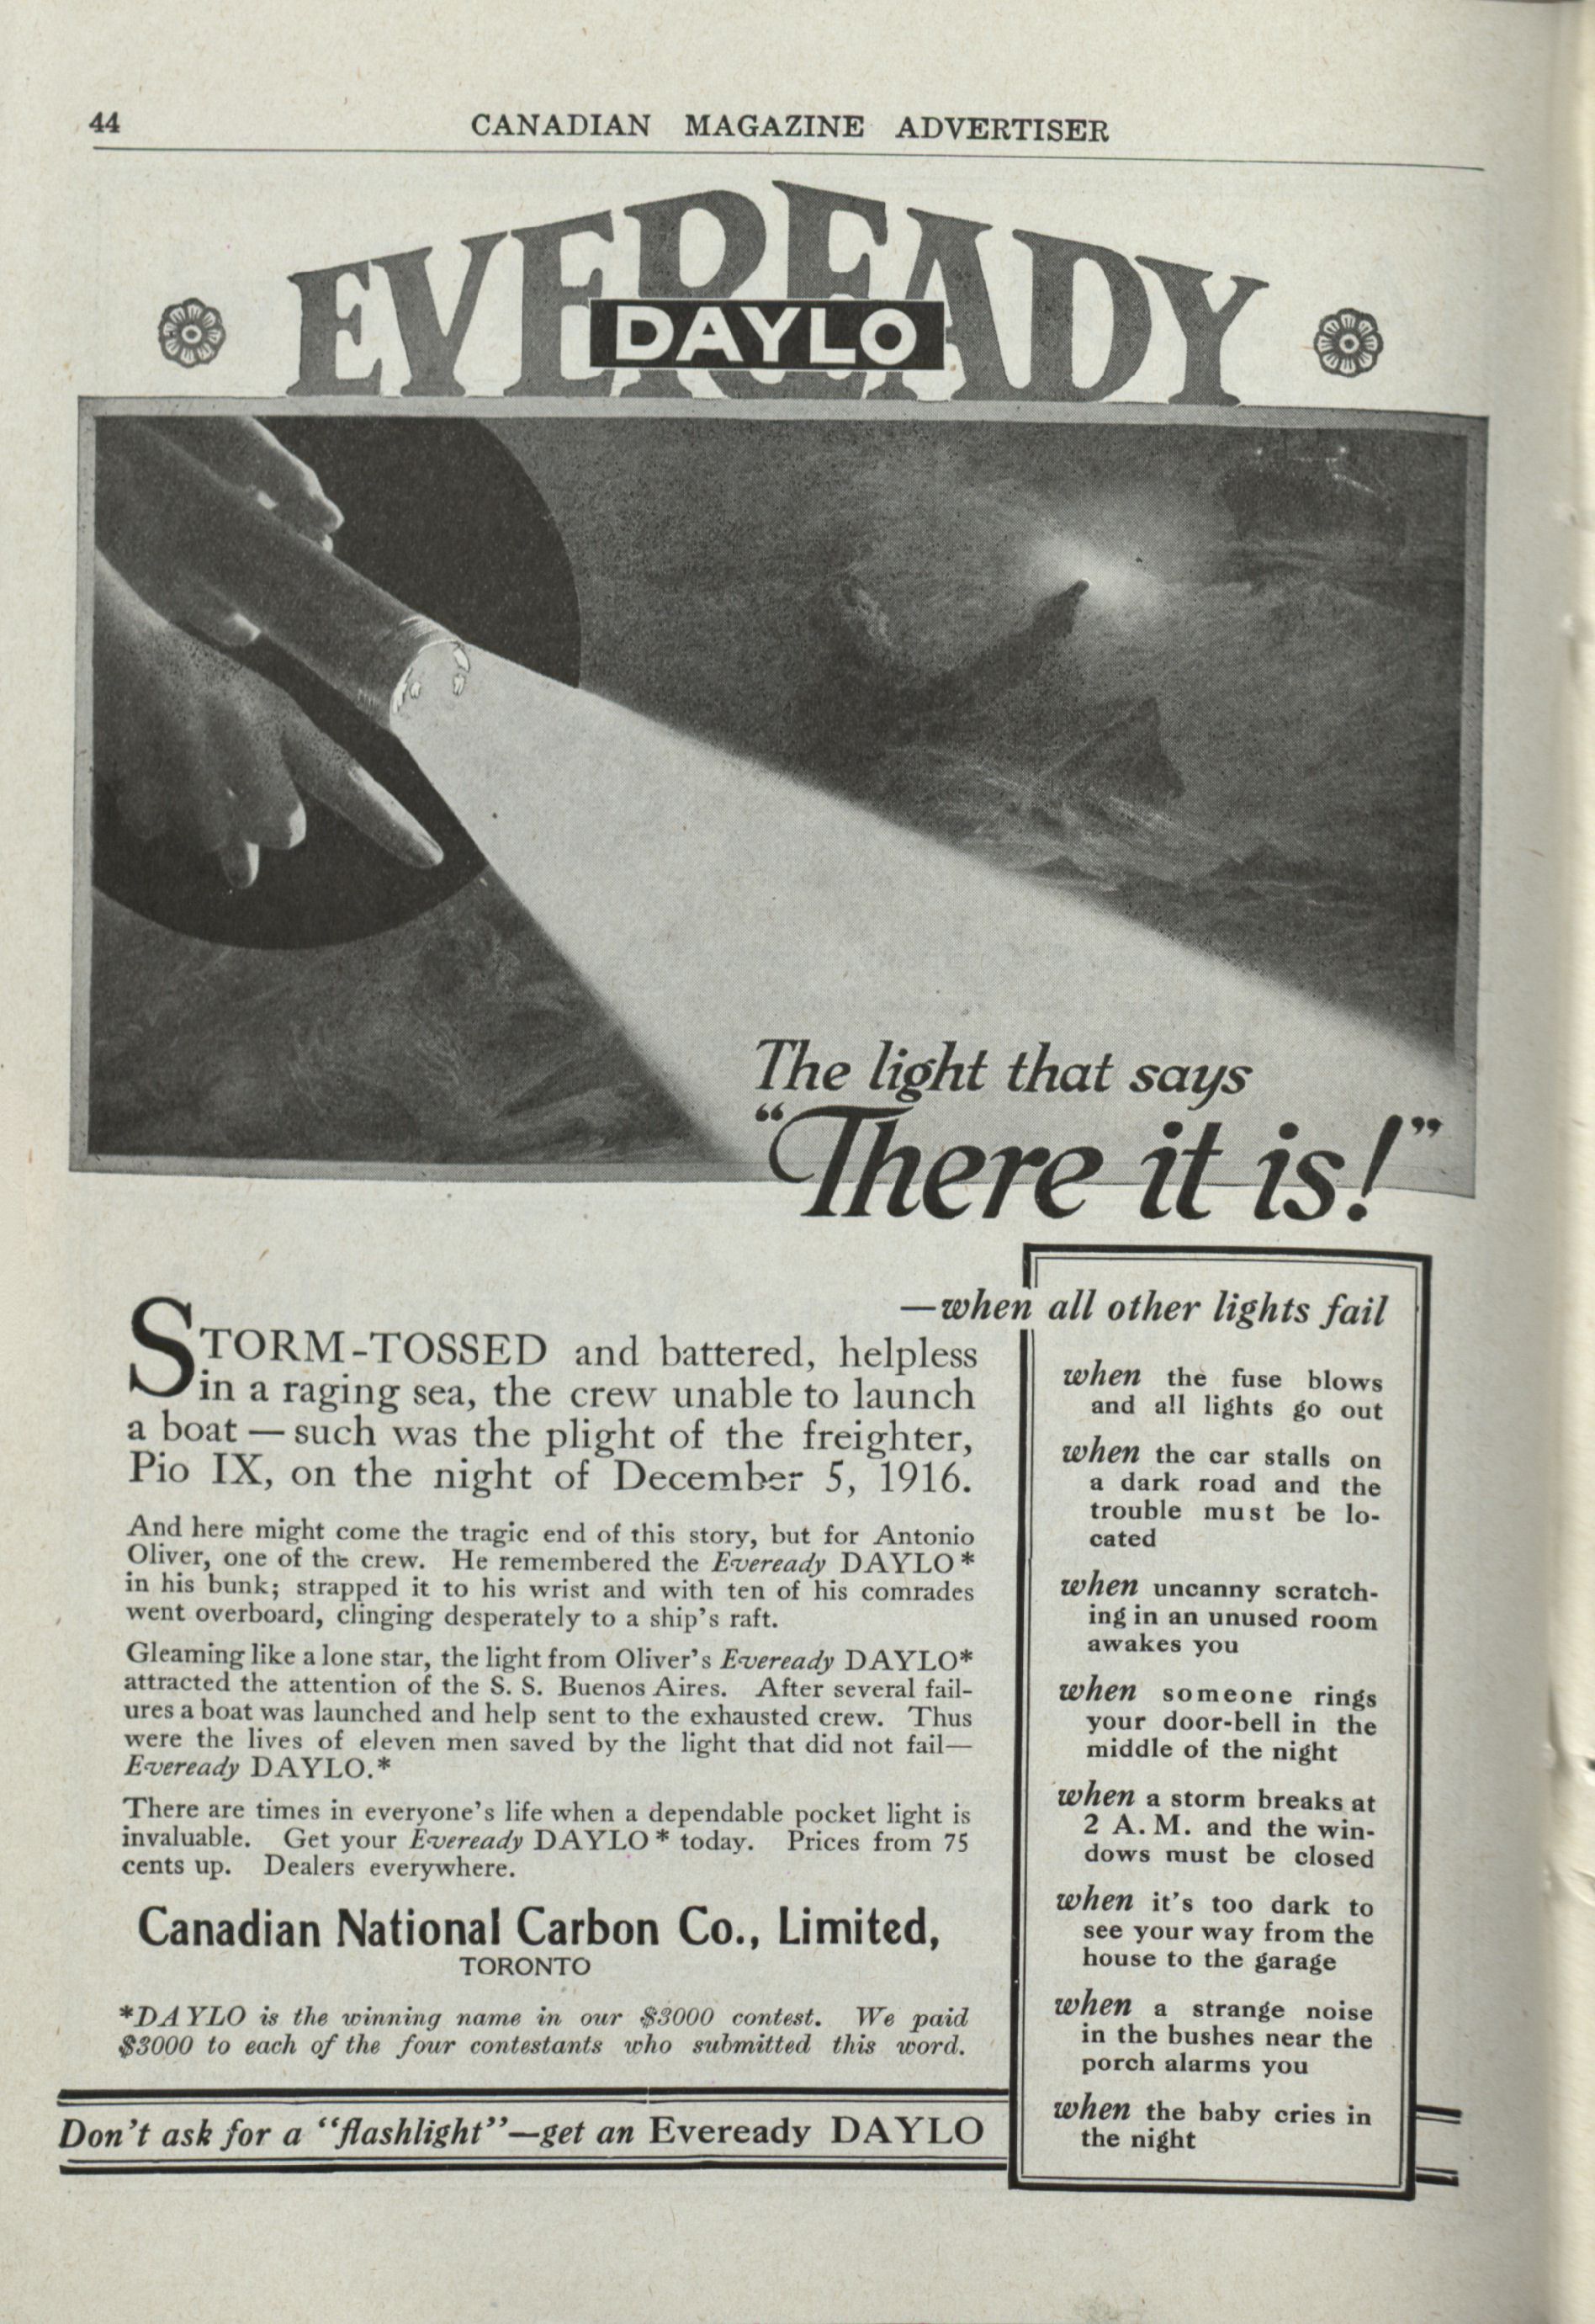 44
CANADIAN MAGAZINE ADVERTISER
EVEREADY
DAYLO
The light that says
“There it is!”
STORM-TOSSED and battered, helpless
in a raging sea, the crew unable to launch
a boat — such was the plight of the freighter,
Pio IX, on the night of December 5, 1916.
And here might come the tragic end of this story, but for Antonio
Oliver, one of the crew. He remembered the Eveready DAYLO*
in his bunk; strapped it to his wrist and with ten of his comrades
went overboard, clinging desperately to a ship's raft.
Gleaming like a lone star, the light from Oliver's Eveready DAYLO*
attracted the attention of the S. S. Buenos Aires. After several fail-
ures a boat was launched and help sent to the exhausted crew. Thus
were the lives of eleven men saved by the light that did not fail—
Eveready DAYLO.*
There are times in everyone's life when a dependable pocket light is
invaluable. Get your Eveready DAYLO* today. Prices from 75
cents up. Dealers everywhere.
Canadian National Carbon Co., Limited,
TORONTO
*DAYLO is the winning name in our $3000 contest. We paid
$3000 to each of the four contestants who submitted this word.
Don't ask for a “flashlight”—get an Eveready DAYLO
—when all other lights fail
when the fuse blows
and all lights go out
when the car stalls on
a dark road and the
trouble must be lo-
cated
when uncanny scratch-
ing in an unused room
awakes you
when someone rings
your door-bell in the
middle of the night
when a storm breaks at
2 A. M. and the win-
dows must be closed
when it's too dark to
see your way from the
house to the garage
when a strange noise
in the bushes near the
porch alarms you
when the baby cries in
the night